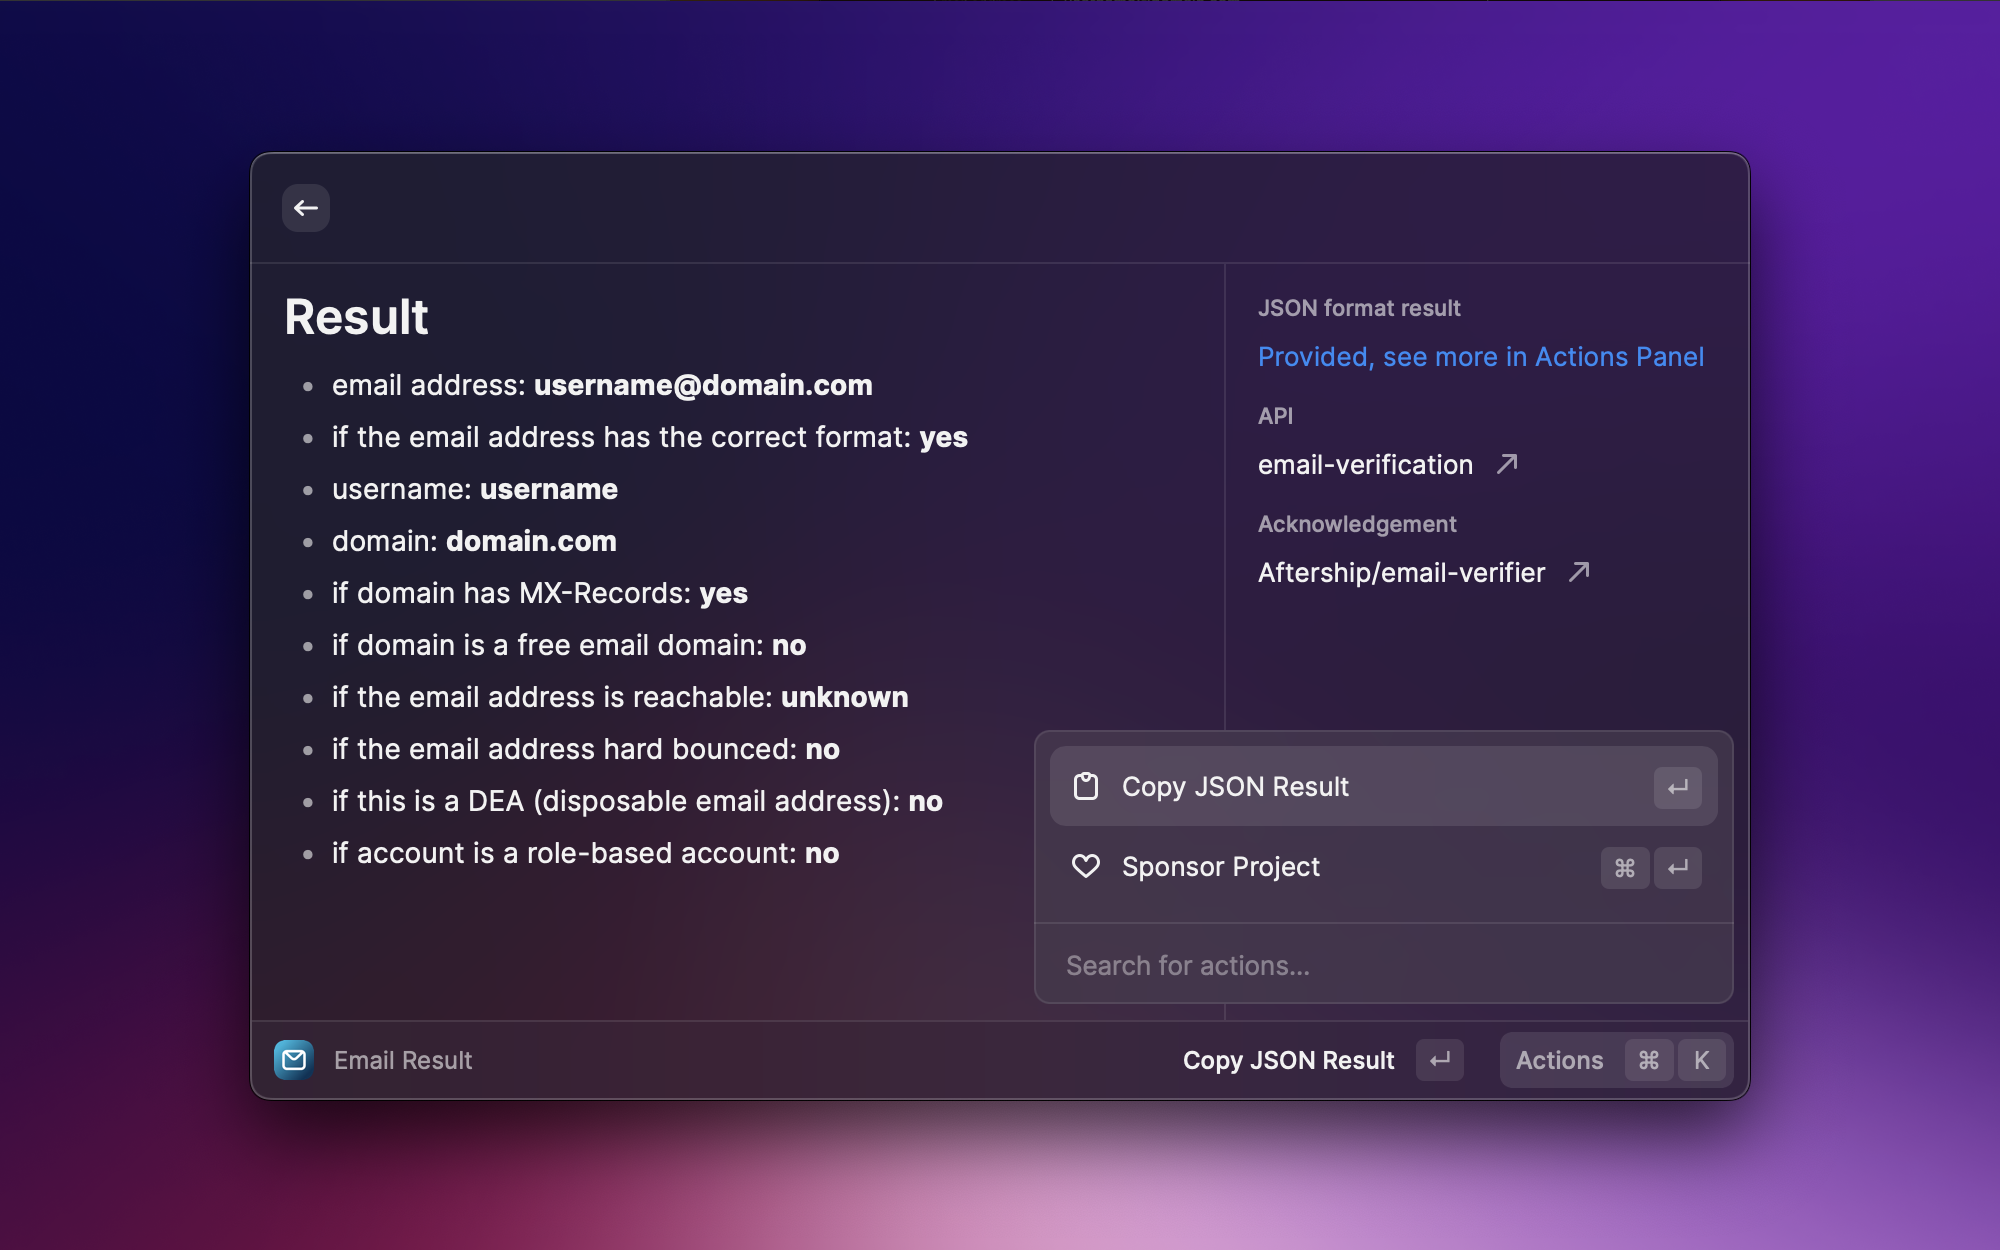 Result
email address: username@domain.com
if the email address has the correct format: yes
username: username
domain: domain.com
if domain has MX-Records: yes
if domain is a free email domain: no
if the email address is reachable: unknown
if the email address hard bounced: no
if this is a DEA (disposable email address): no
if account is a role-based account: no
JSON format result
Provided, see more in Actions Panel
API
email-verification
Acknowledgement
Aftership/email-verifier
Copy JSON Result
Sponsor Project ⌘
Search for actions...
Email Result
Copy JSON Result
Actions ⌘ K